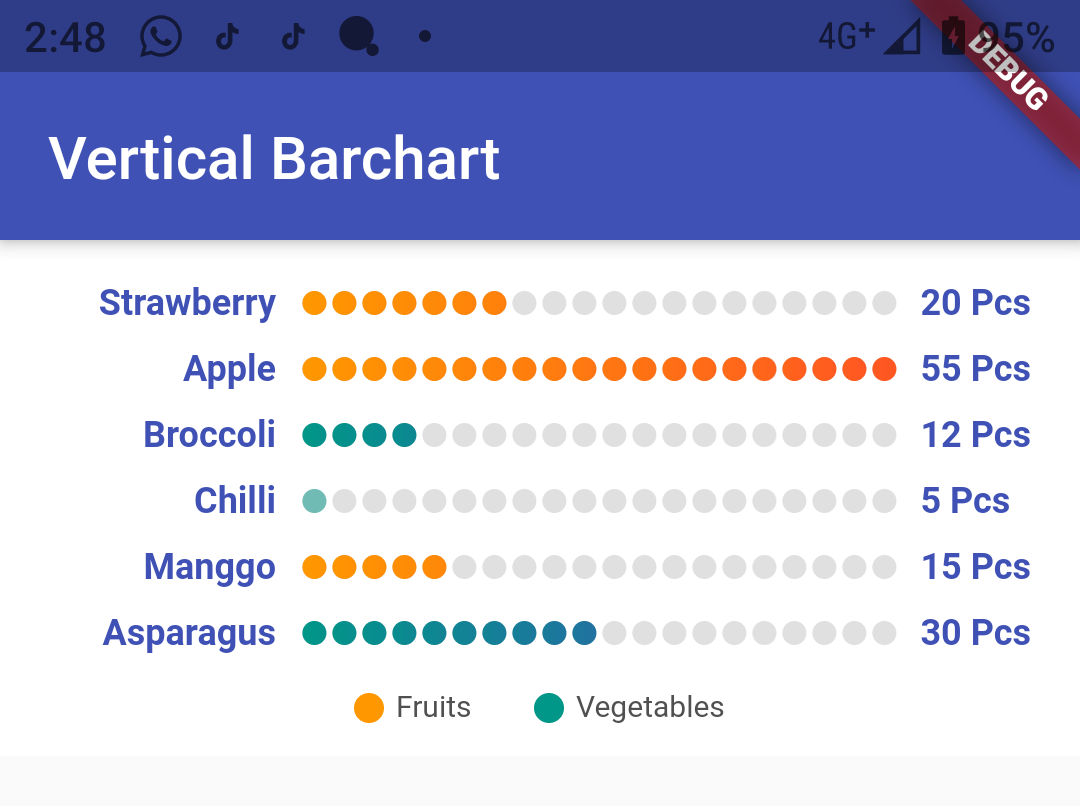 2:48 4G+ 95%
DEBUG
Vertical Barchart
Strawberry 20 Pcs
Apple 55 Pcs
Broccoli 12 Pcs
Chilli 5 Pcs
Manggo 15 Pcs
Asparagus 30 Pcs
Fruits Vegetables